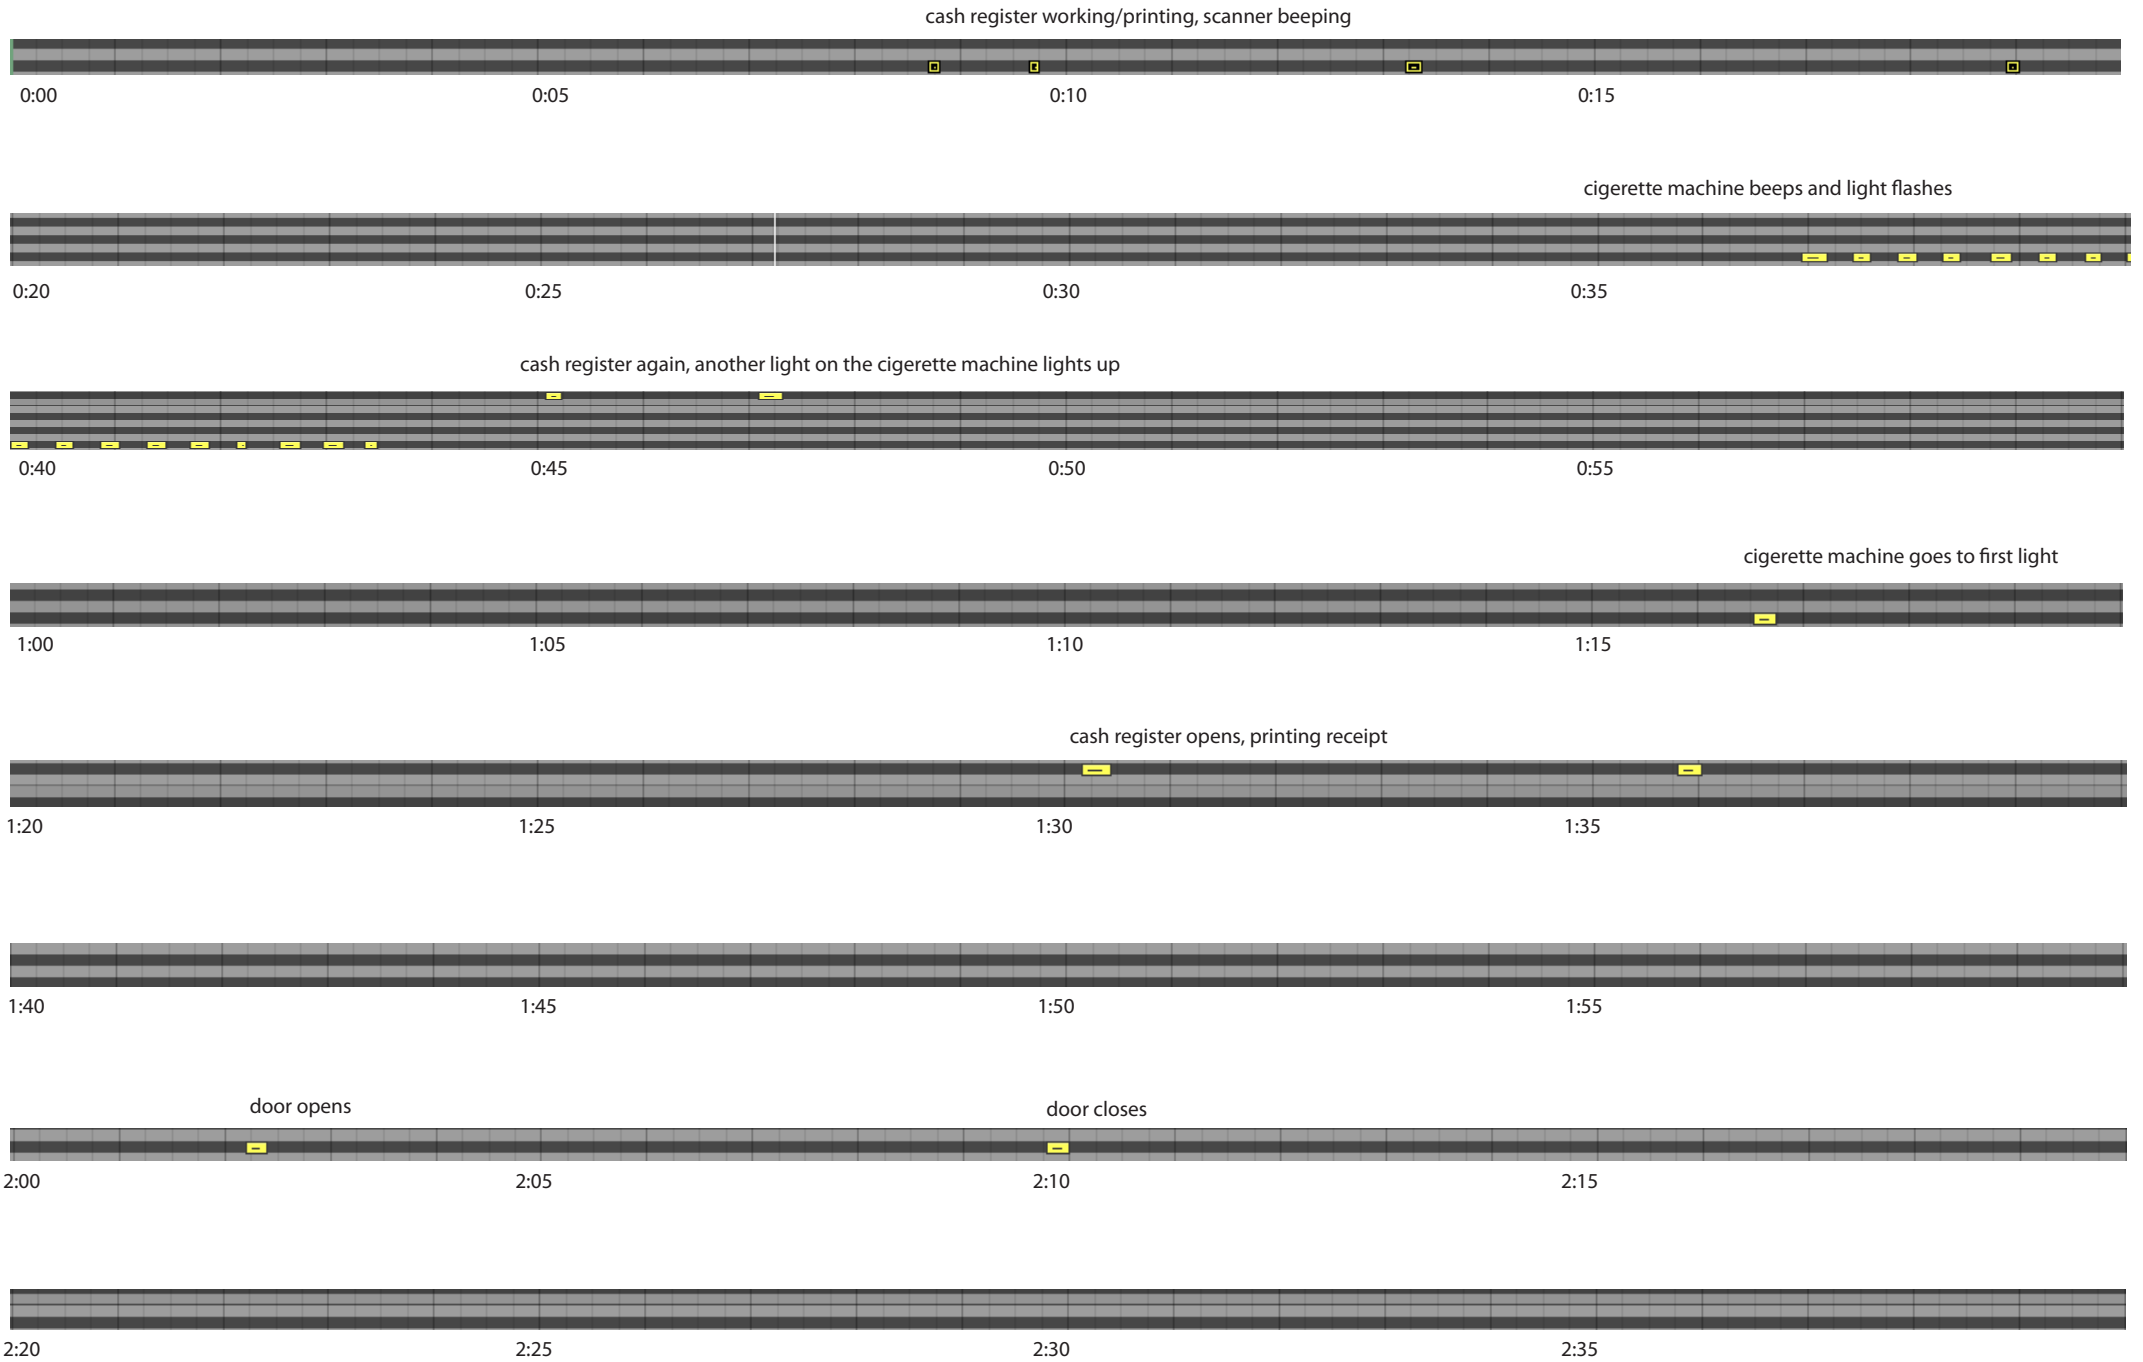 cash register working/printing, scanner beeping
0:00 0:05 0:10 0:15
cigerette machine beeps and light flashes
0:20 0:25 0:30 0:35
cash register again, another light on the cigerette machine lights up
0:40 0:45 0:50 0:55
cigerette machine goes to first light
1:00 1:05 1:10 1:15
cash register opens, printing receipt
1:20 1:25 1:30 1:35
1:40 1:45 1:50 1:55
door opens door closes
2:00 2:05 2:10 2:15
2:20 2:25 2:30 2:35